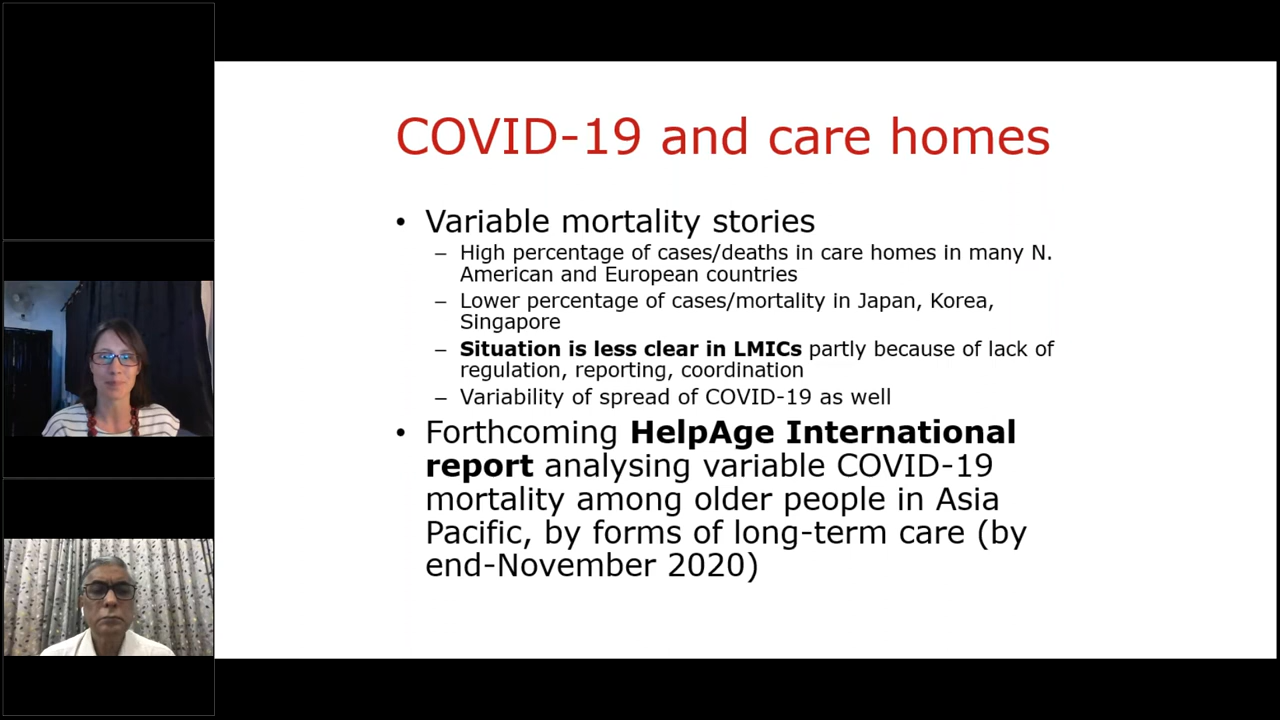 COVID-19 and care homes
• Variable mortality stories
– High percentage of cases/deaths in care homes in many N.
American and European countries
– Lower percentage of cases/mortality in Japan, Korea,
Singapore
– Situation is less clear in LMICs partly because of lack of
regulation, reporting, coordination
– Variability of spread of COVID-19 as well
• Forthcoming HelpAge International
report analysing variable COVID-19
mortality among older people in Asia
Pacific, by forms of long-term care (by
end-November 2020)